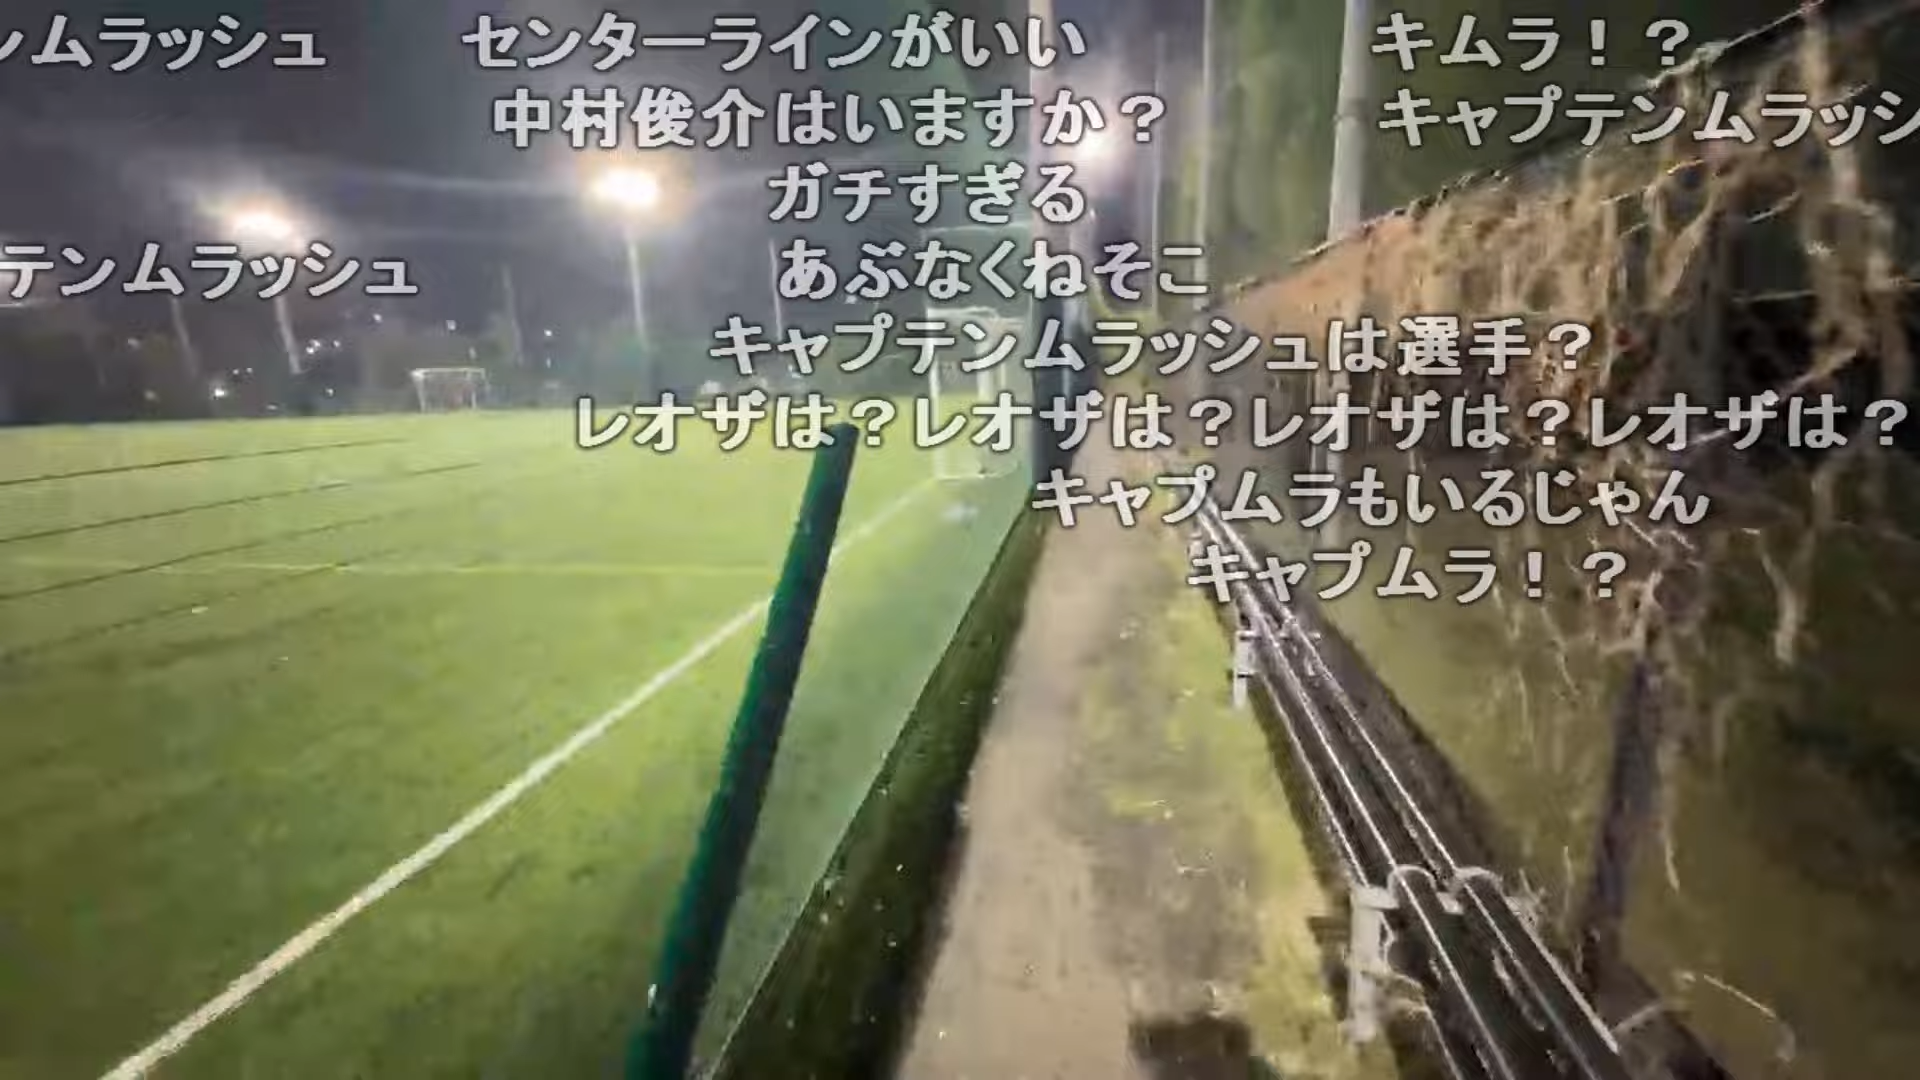 ンムラッシュ
センターラインがいい
キムラ！？
中村俊介はいますか？
キャプテンムラッシ
ガチすぎる
テンムラッシュ
あぶなくねそこ
キャプテンムラッシュは選手？
レオザは？レオザは？レオザは？レオザは？
キャプムラもいるじゃん
キャプムラ！？